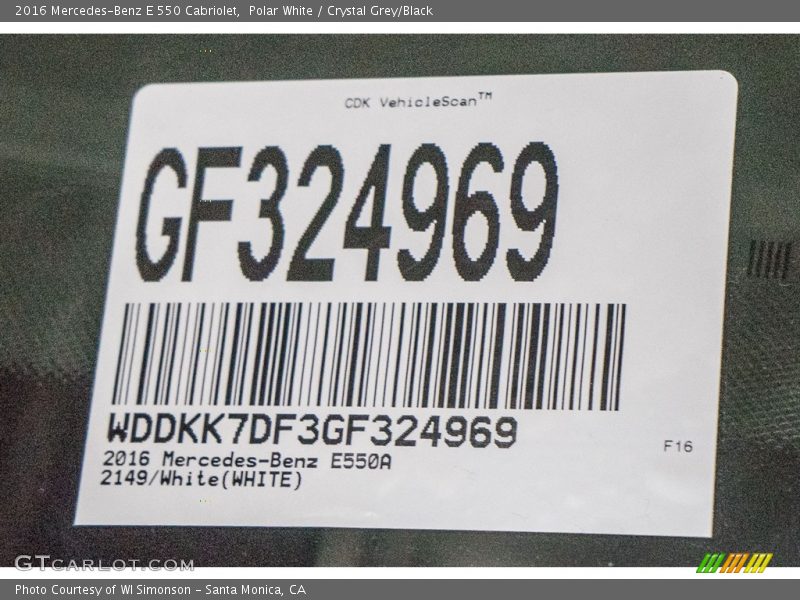 2016 Mercedes-Benz E 550 Cabriolet,  Polar White / Crystal Grey/Black
CDK VehicleScan™
GF324969
WDDKK7DF3GF324969
2016 Mercedes-Benz E550A
2149/White(WHITE)
F16
GTCARLOT.COM
Photo Courtesy of WI Simonson - Santa Monica, CA